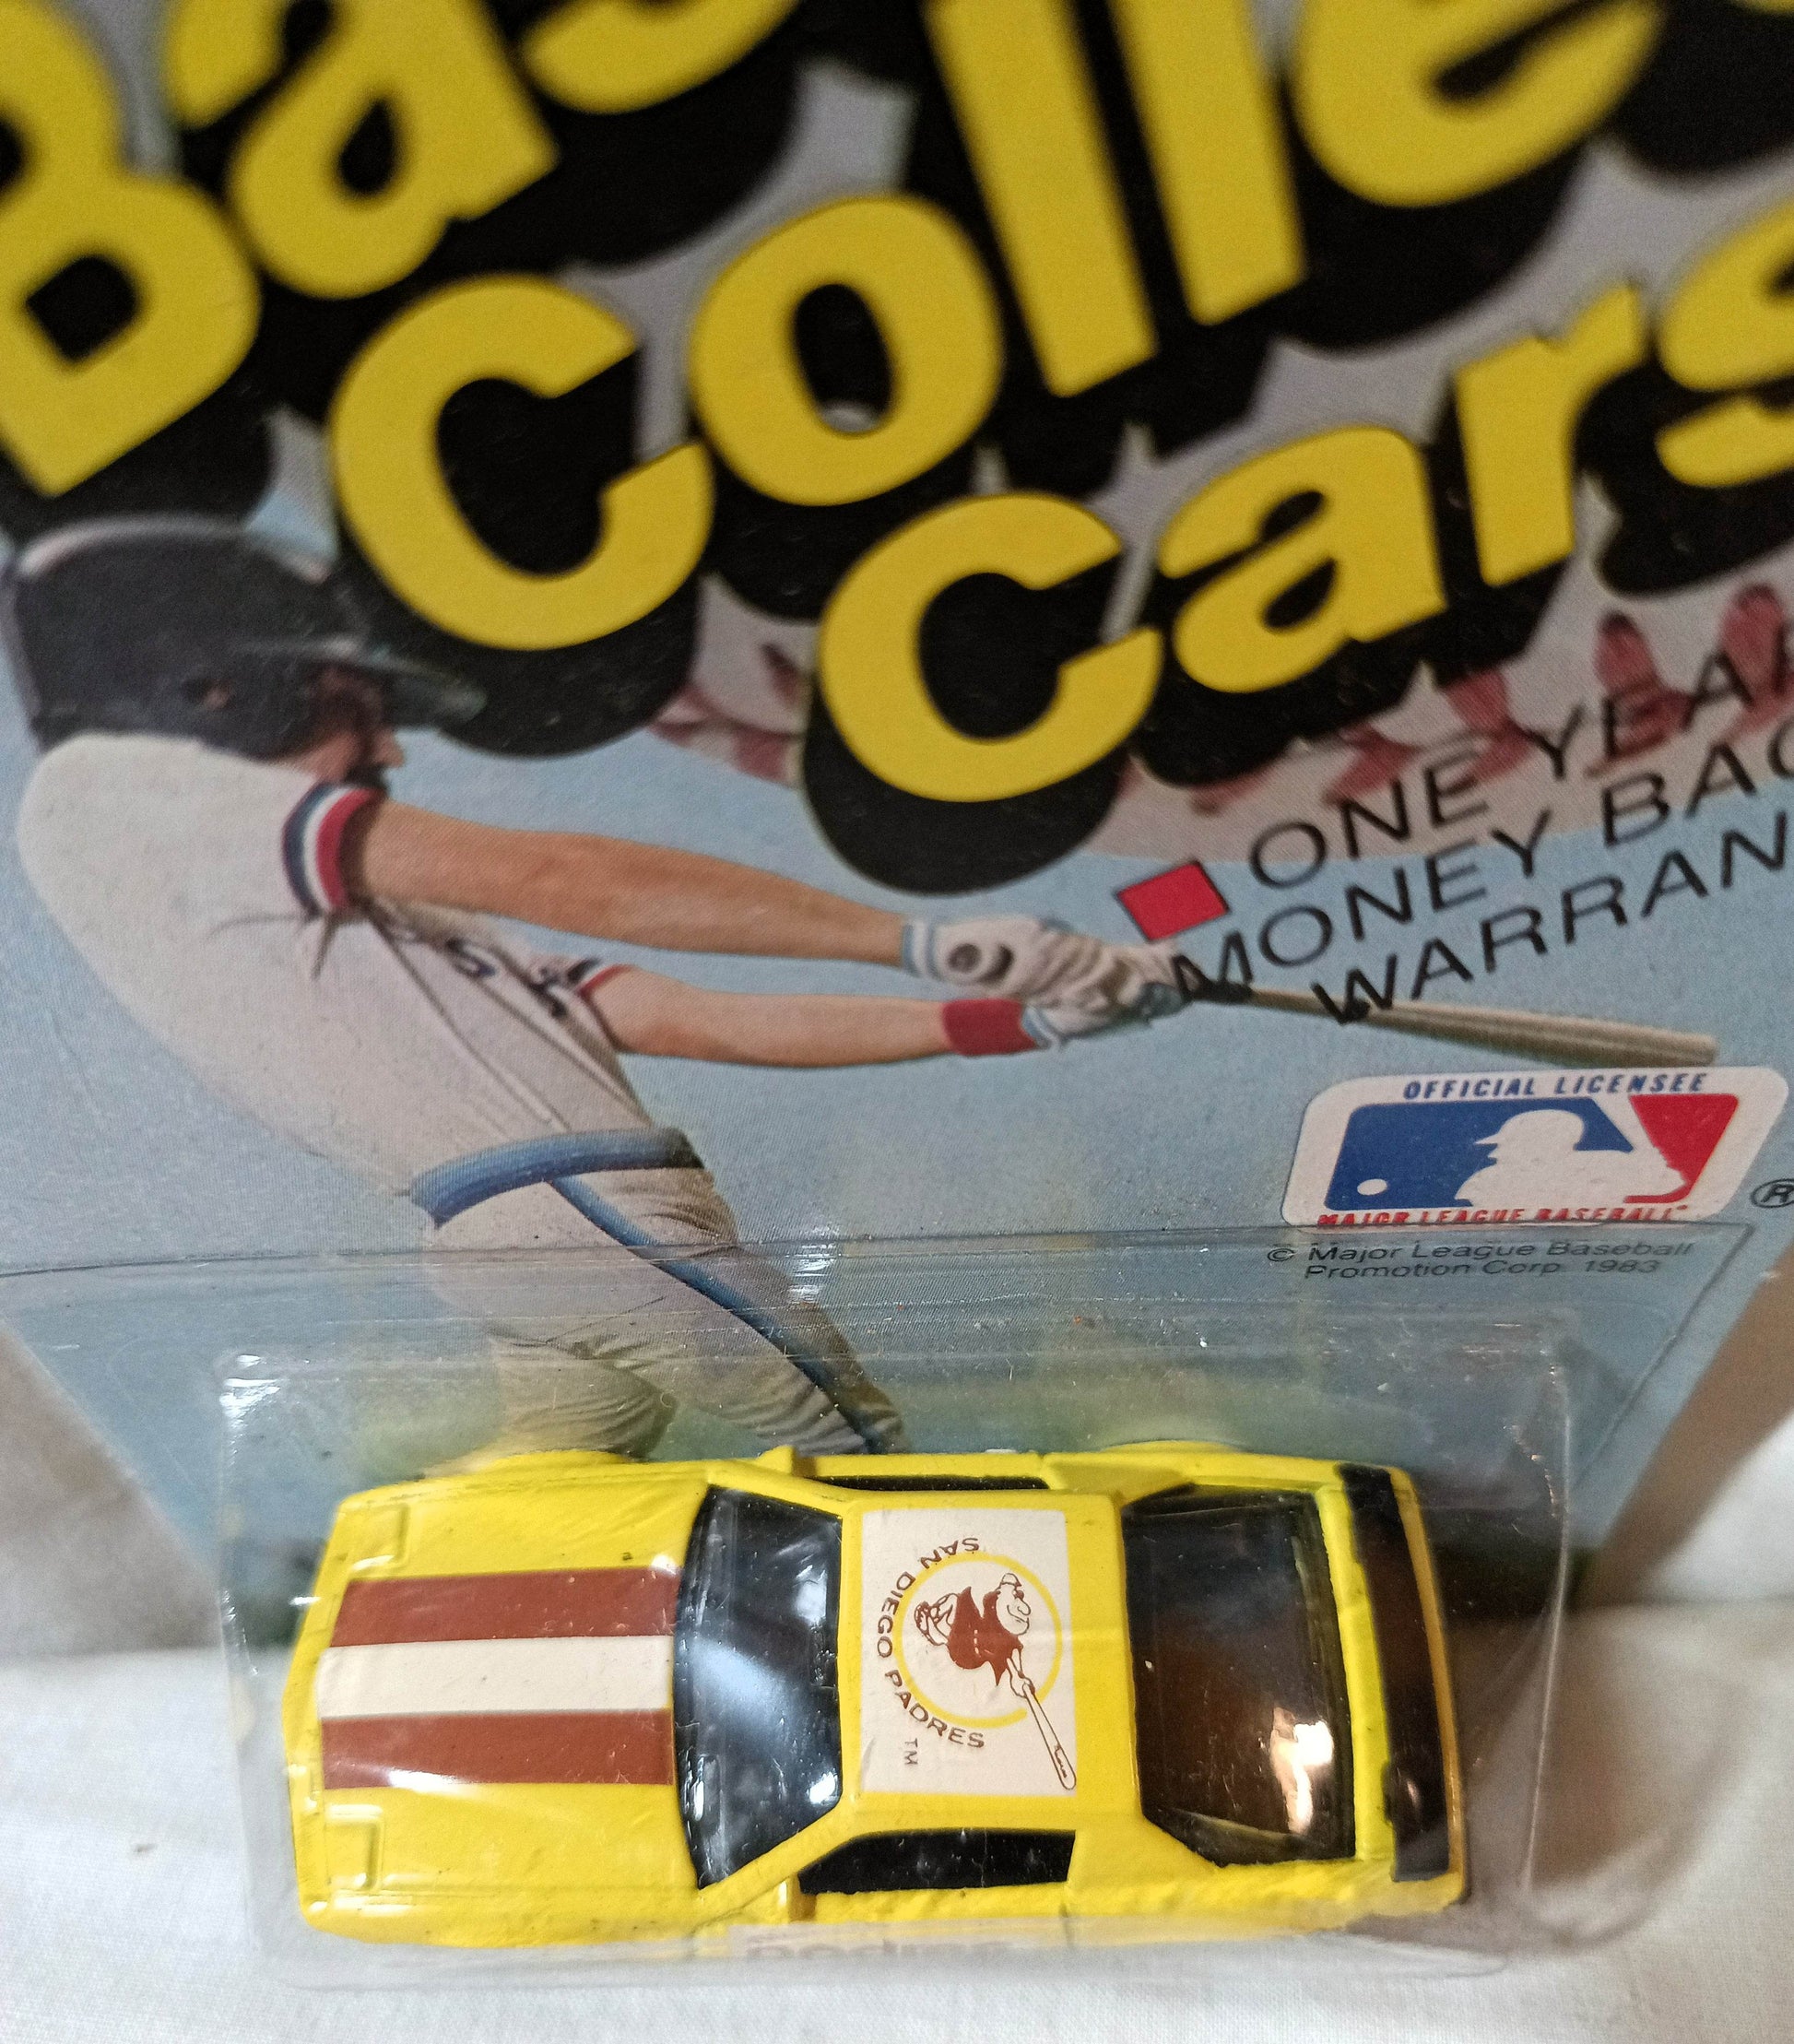 Bas
Colle
Cars
ONE YEA
MONEY BAC
WARRAN
OFFICIAL LICENSEE
MAJOR LEAGUE BASEBALL
®
© Major League Baseball
Promotion Corp. 1983
SAN DIEGO PADRES
TM